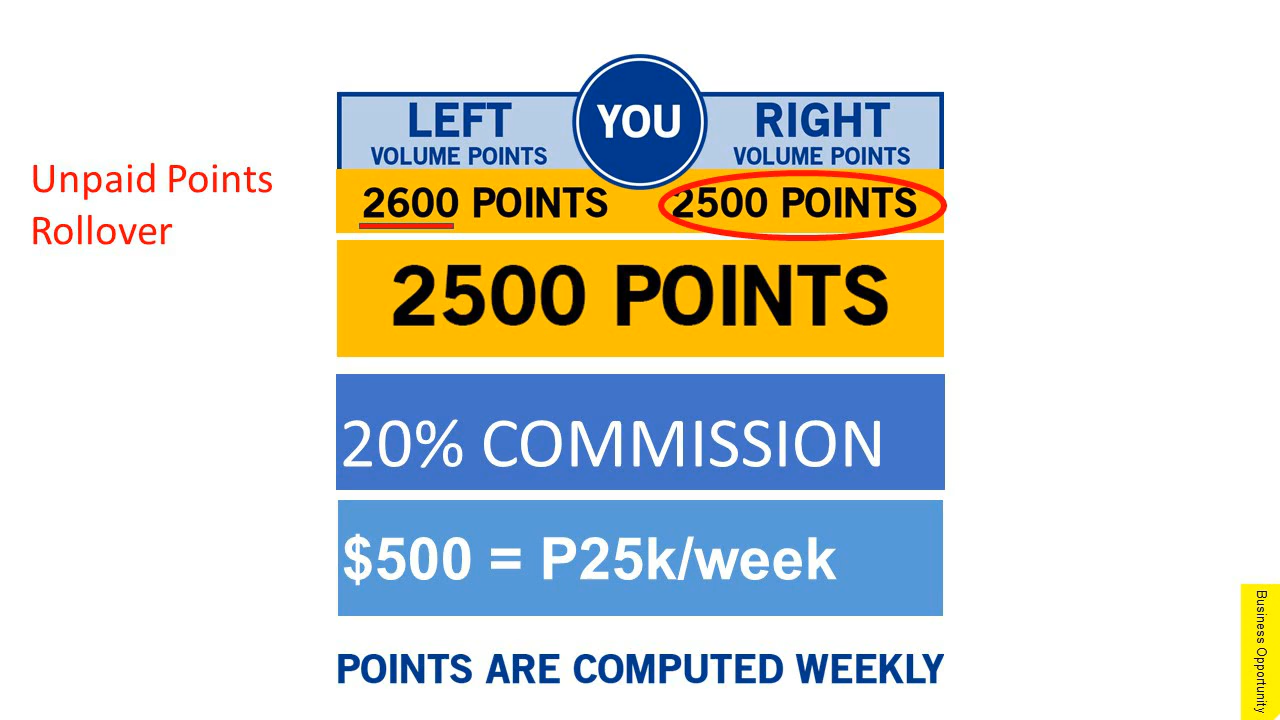 LEFT
VOLUME POINTS
YOU
RIGHT
VOLUME POINTS
Unpaid Points
Rollover
2600 POINTS
2500 POINTS
2500 POINTS
20% COMMISSION
$500 = P25k/week
POINTS ARE COMPUTED WEEKLY
Business Opportunity